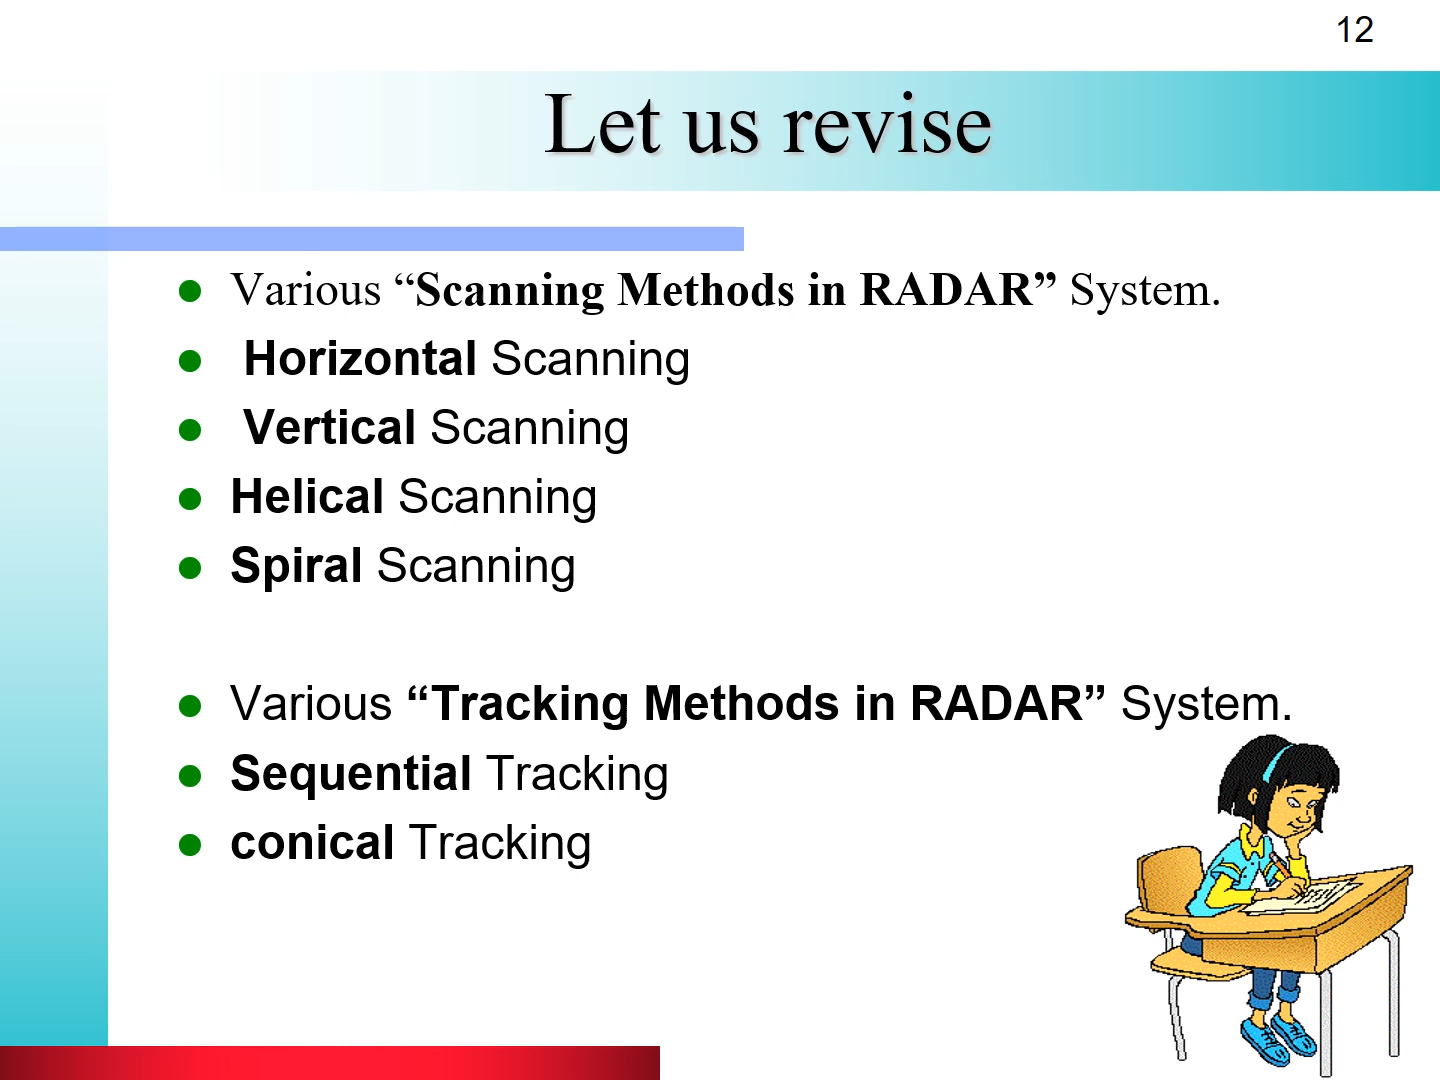 12
Let us revise
Various “Scanning Methods in RADAR” System.
Horizontal Scanning
Vertical Scanning
Helical Scanning
Spiral Scanning
Various “Tracking Methods in RADAR” System.
Sequential Tracking
conical Tracking